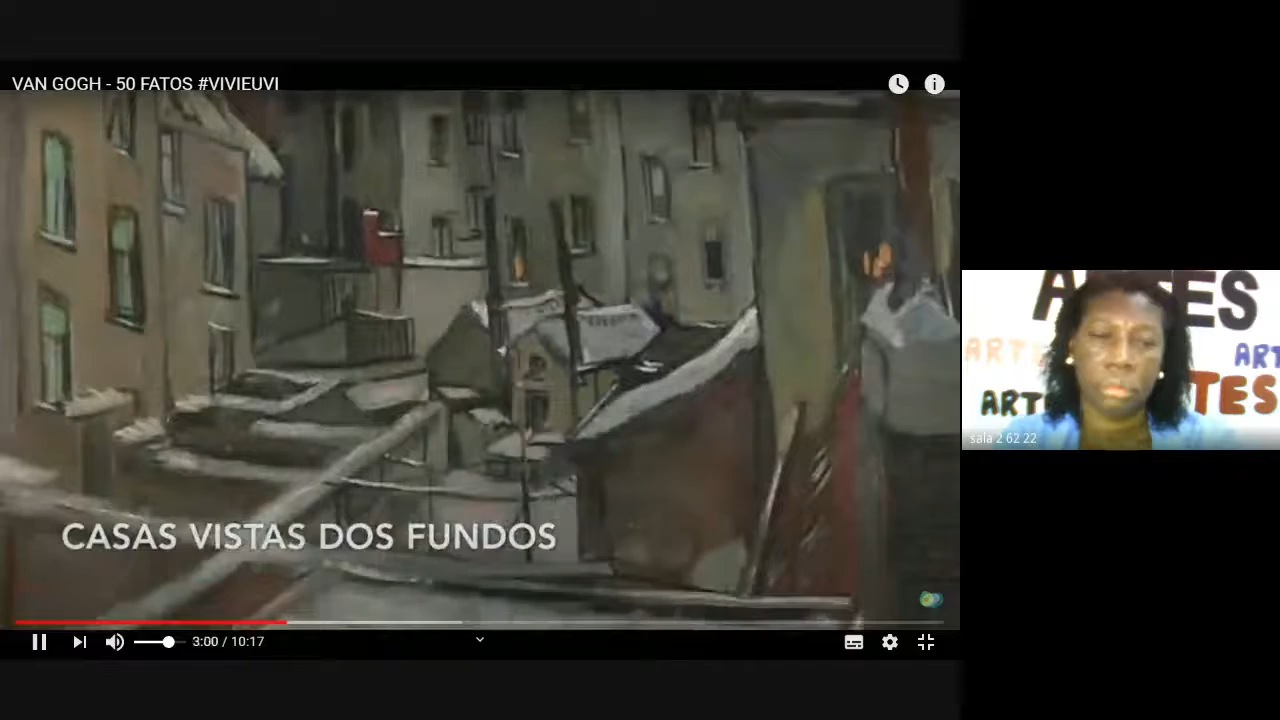 VAN GOGH - 50 FATOS #VIVIEUVI
CASAS VISTAS DOS FUNDOS
3:00 / 10:17
ARTES
ART
ART
ART
TES
sala 2 62 22